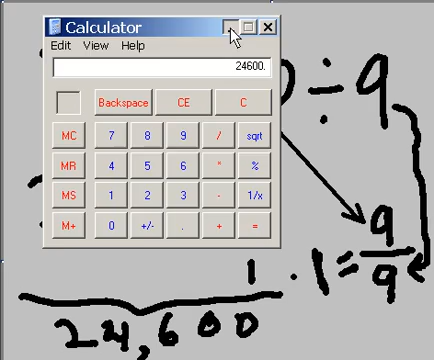 Calculator
Edit View Help
24600.
Backspace CE C
MC 7 8 9 / sqrt
MR 4 5 6 * %
MS 1 2 3 - 1/x
M+ 0 +/- . + =
÷ 9
1 · 1 = 9/9
24,600